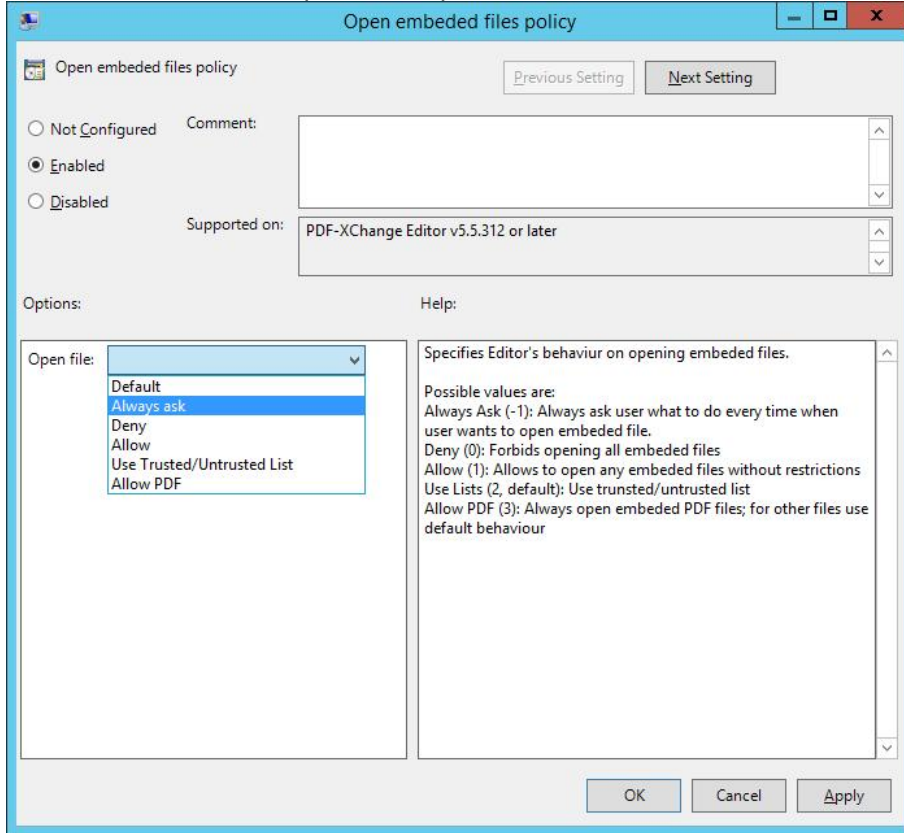 Open embeded files policy
Open embeded files policy
Previous Setting
Next Setting
Not Configured
Comment:
Enabled
Disabled
Supported on:
PDF-XChange Editor v5.5.312 or later
Options:
Help:
Open file:
Default
Always ask
Deny
Allow
Use Trusted/Untrusted List
Allow PDF
Specifies Editor's behaviur on opening embeded files.
Possible values are:
Always Ask (-1): Always ask user what to do every time when
user wants to open embeded file.
Deny (0): Forbids opening all embeded files
Allow (1): Allows to open any embeded files without restrictions
Use Lists (2, default): Use trunsted/untrusted list
Allow PDF (3): Always open embeded PDF files; for other files use
default behaviour
OK
Cancel
Apply